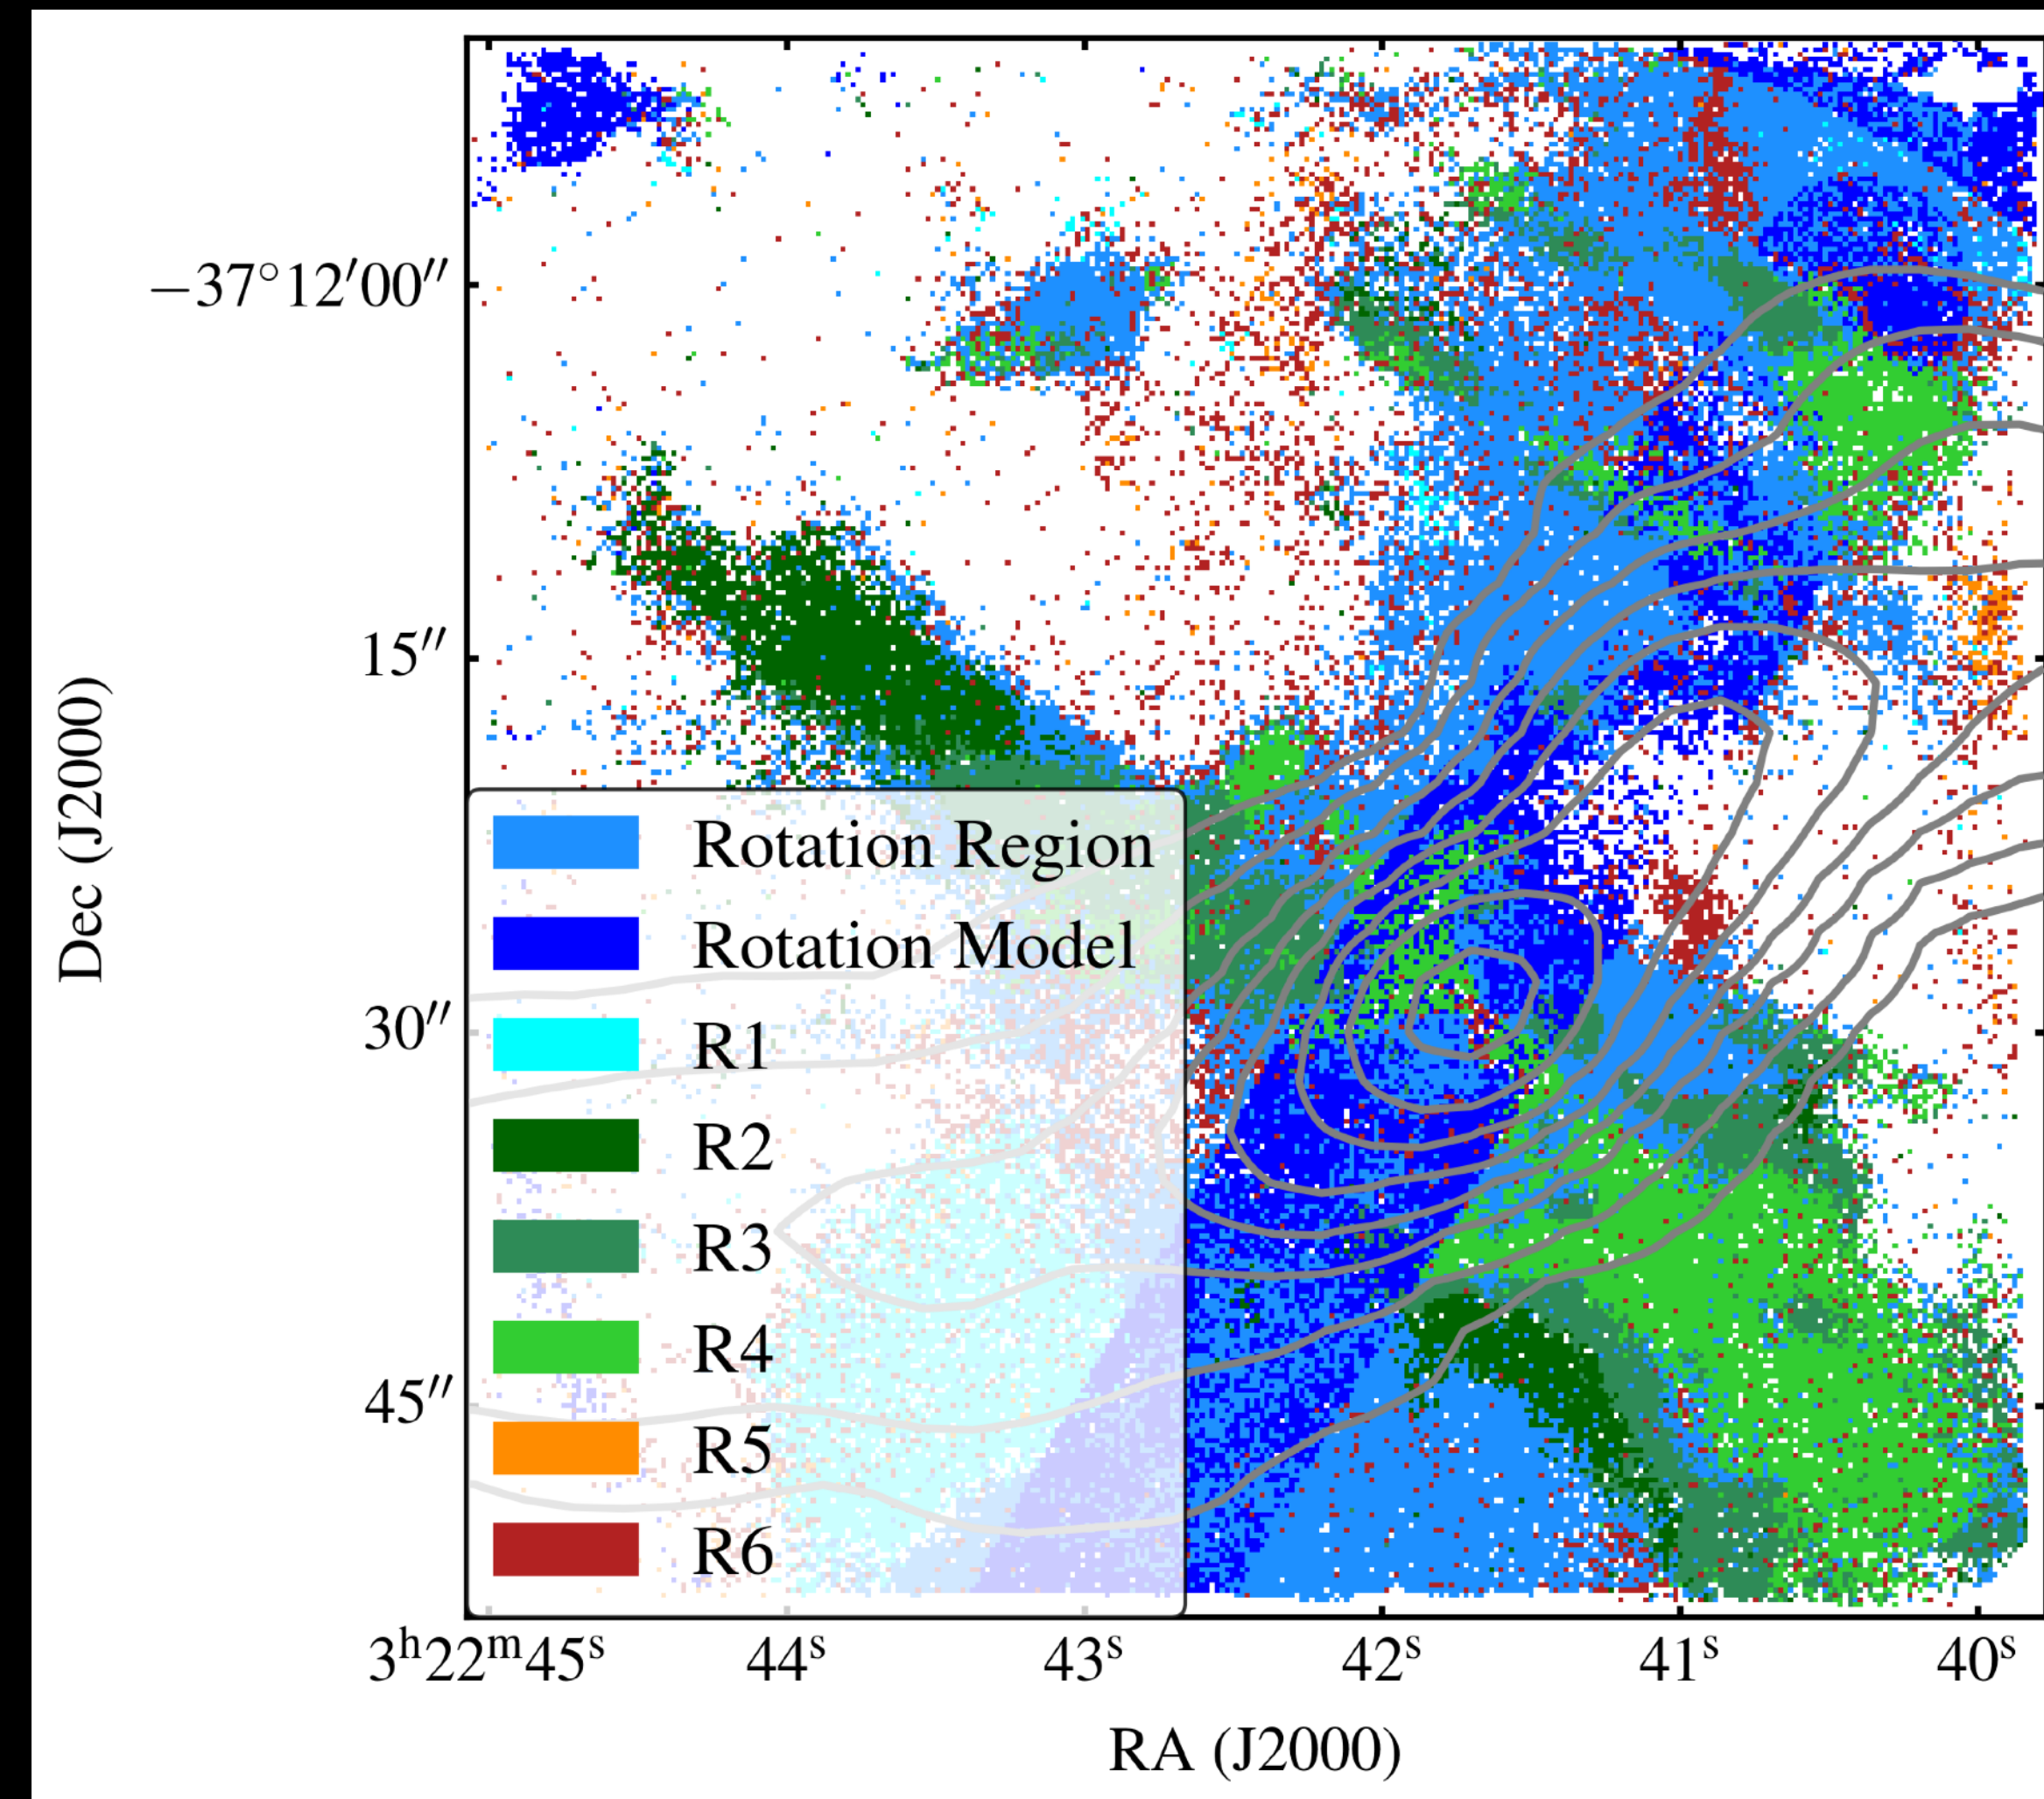 Dec (J2000)
−37°12′00″
15″
30″
45″
Rotation Region
Rotation Model
R1
R2
R3
R4
R5
R6
3ʰ22ᵐ45ˢ 44ˢ 43ˢ 42ˢ 41ˢ 40ˢ
RA (J2000)